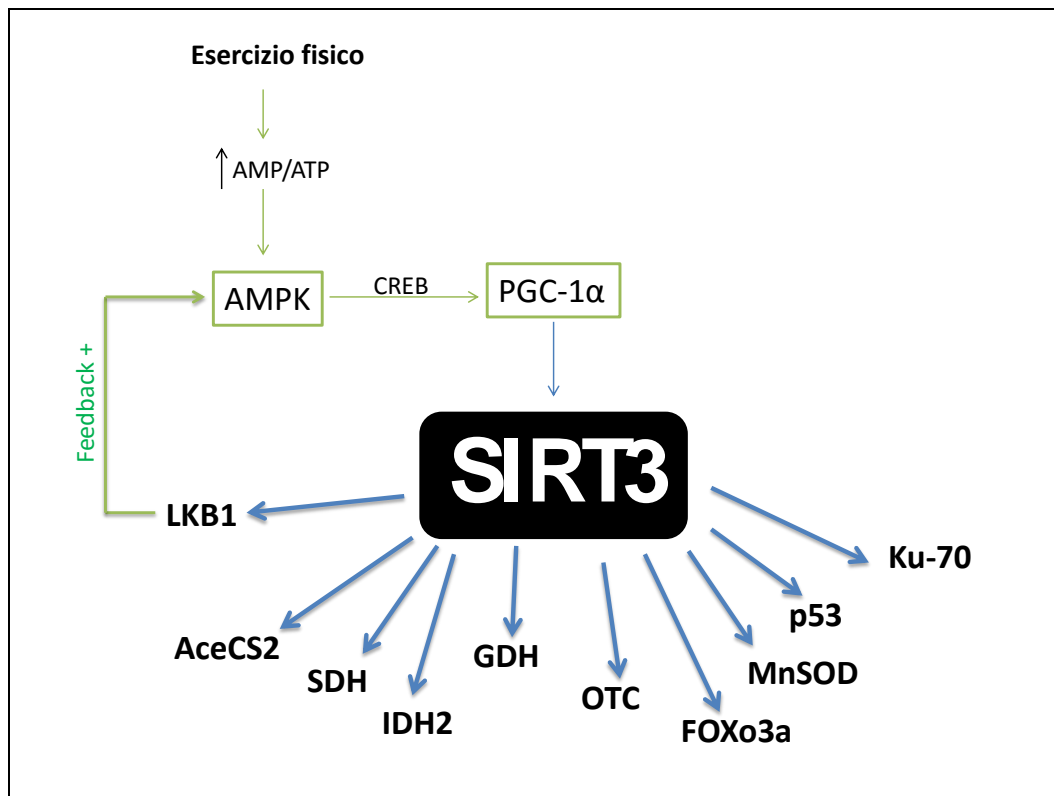 Esercizio fisico
AMP/ATP
AMPK
CREB
PGC-1α
Feedback +
SIRT3
LKB1
Ku-70
p53
AceCS2
GDH
MnSOD
SDH
OTC
IDH2
FOXo3a